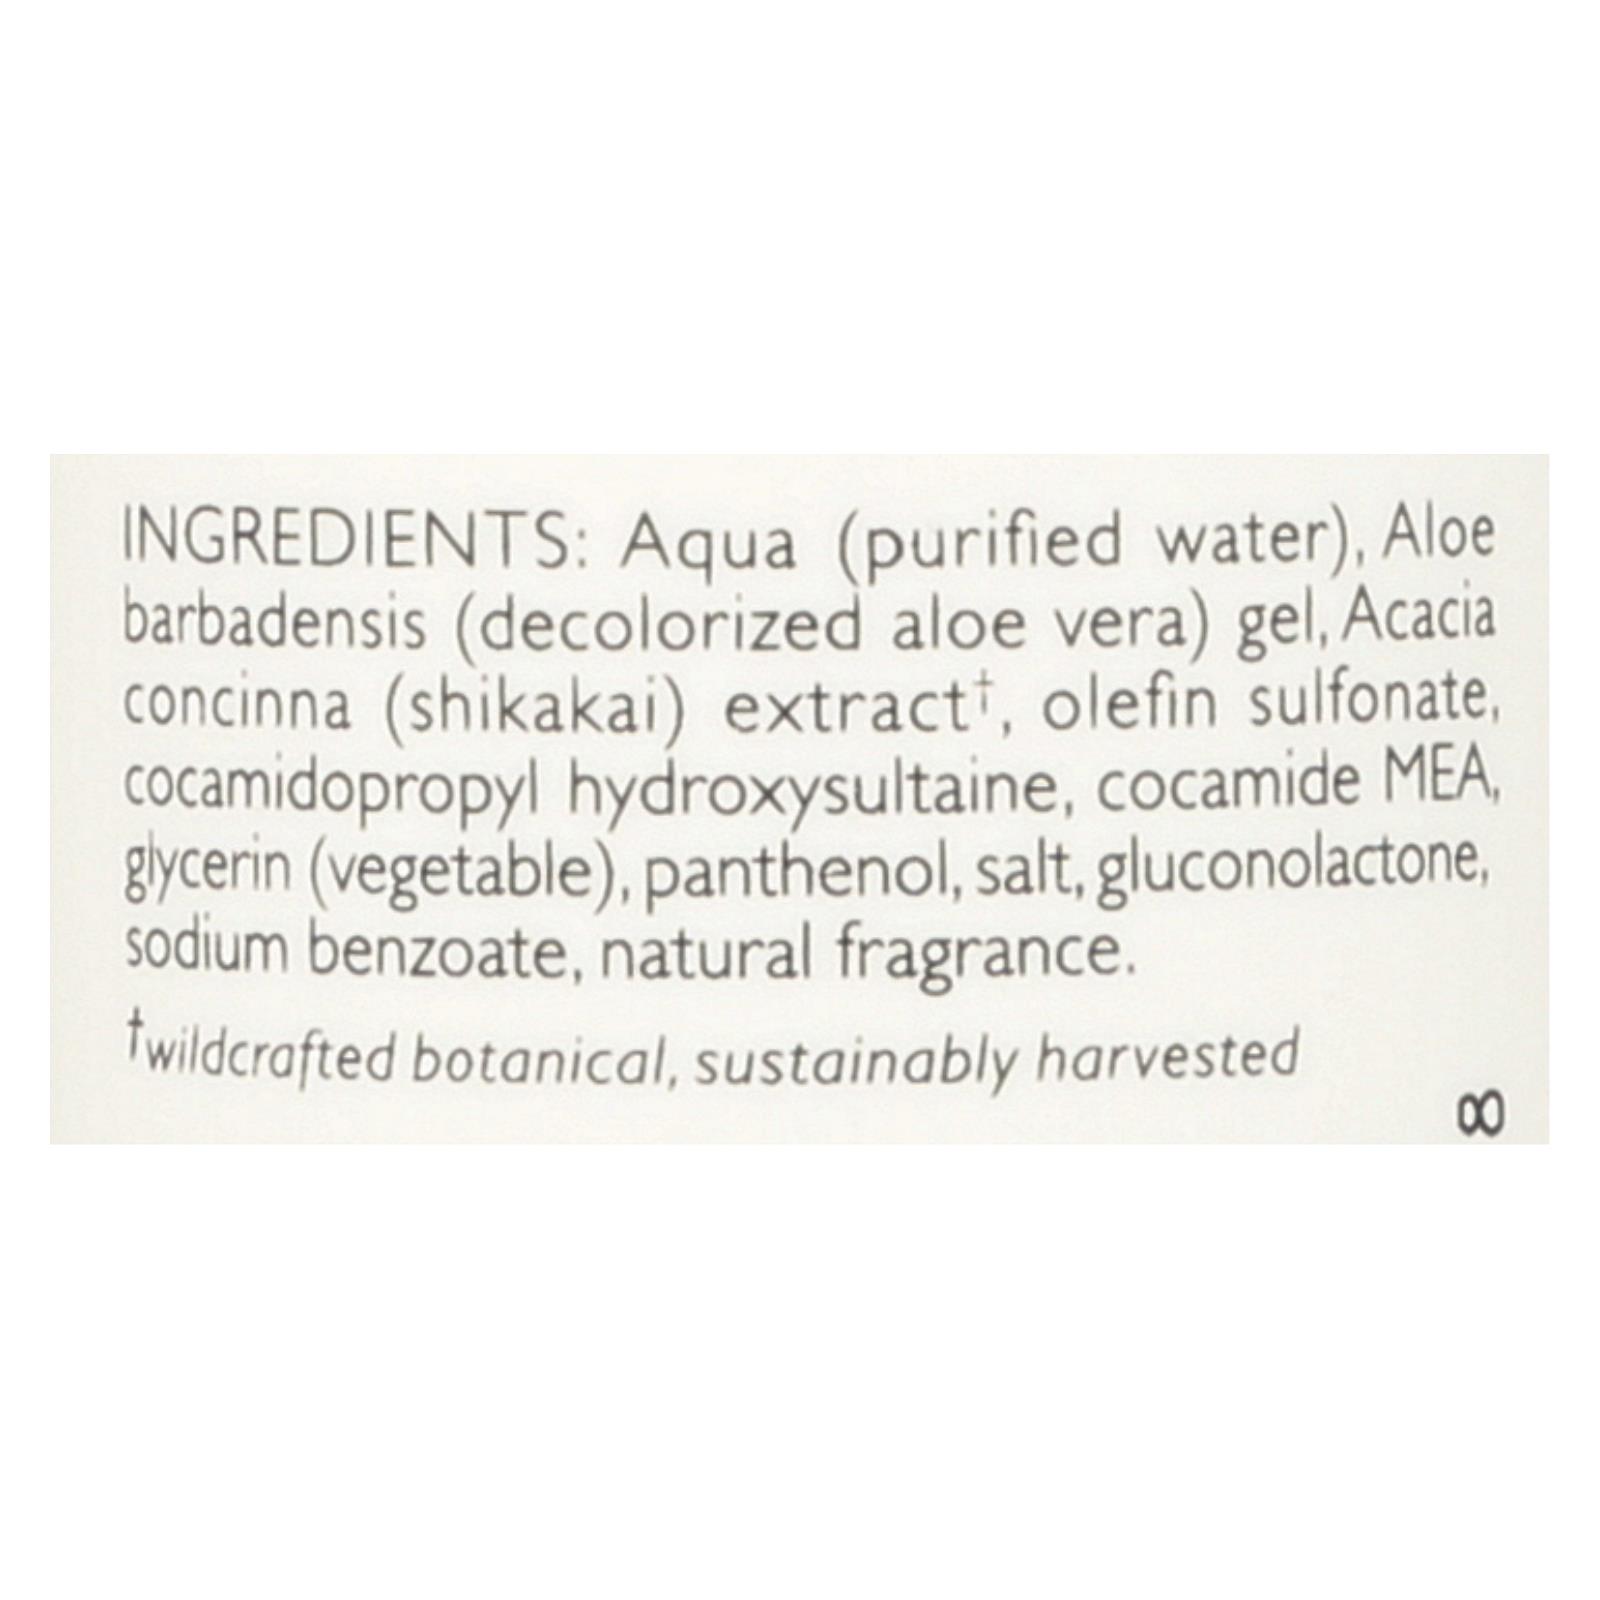 INGREDIENTS: Aqua (purified water), Aloe
barbadensis (decolorized aloe vera) gel, Acacia
concinna (shikakai) extract†, olefin sulfonate,
cocamidopropyl hydroxysultaine, cocamide MEA,
glycerin (vegetable), panthenol, salt, gluconolactone,
sodium benzoate, natural fragrance.
†wildcrafted botanical, sustainably harvested
8